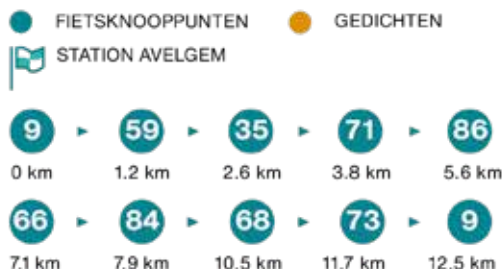 FIETSKNOOPPUNTEN GEDICHTEN
STATION AVELGEM
9 59 35 71 86
0 km 1.2 km 2.6 km 3.8 km 5.6 km
66 84 68 73 9
7.1 km 7.9 km 10.5 km 11.7 km 12.5 km